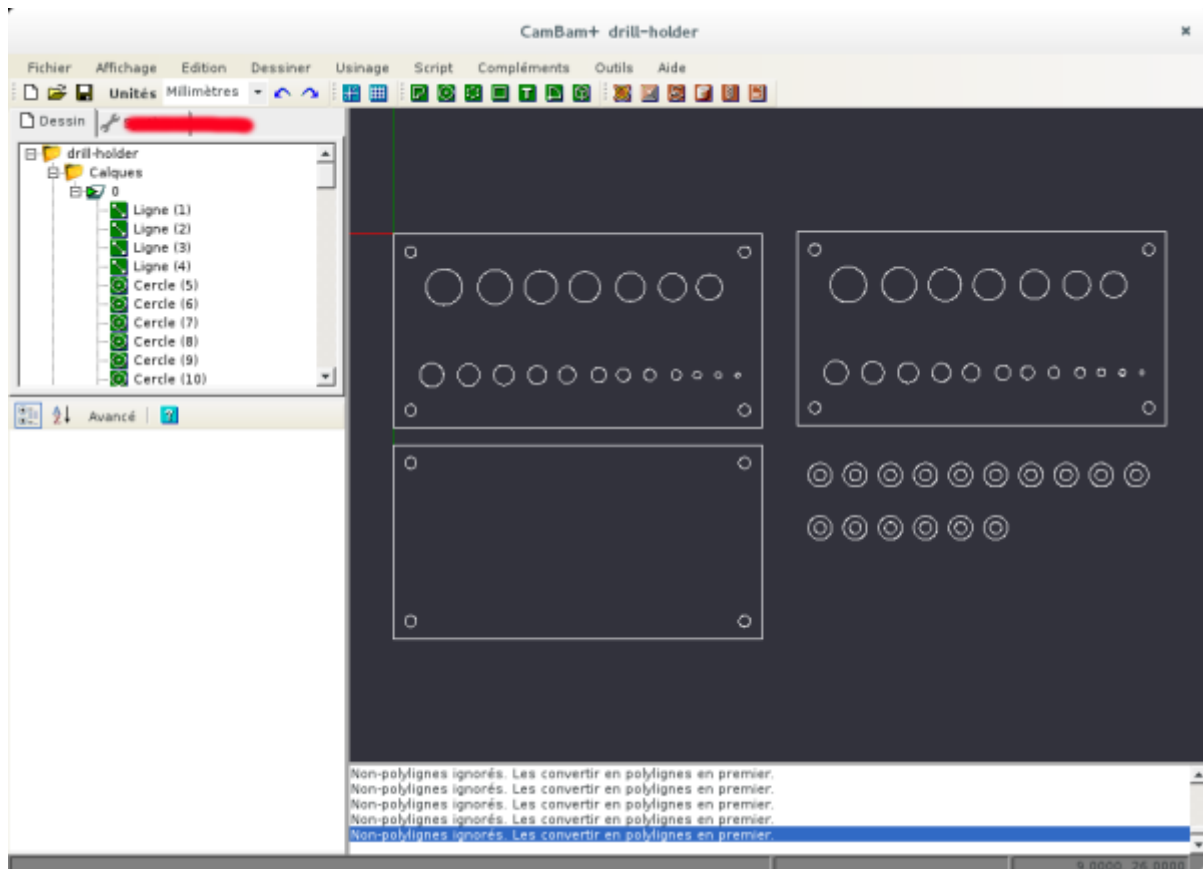 CamBam+ drill-holder
Fichier Affichage Edition Dessiner Usinage Script Compléments Outils Aide
Unités Millimètres
Dessin
drill-holder
Calques
0
Ligne (1)
Ligne (2)
Ligne (3)
Ligne (4)
Cercle (5)
Cercle (6)
Cercle (7)
Cercle (8)
Cercle (9)
Cercle (10)
Avancé
Non-polylignes ignorés. Les convertir en polylignes en premier.
Non-polylignes ignorés. Les convertir en polylignes en premier.
Non-polylignes ignorés. Les convertir en polylignes en premier.
Non-polylignes ignorés. Les convertir en polylignes en premier.
Non-polylignes ignorés. Les convertir en polylignes en premier.
9.0000, 26.0000